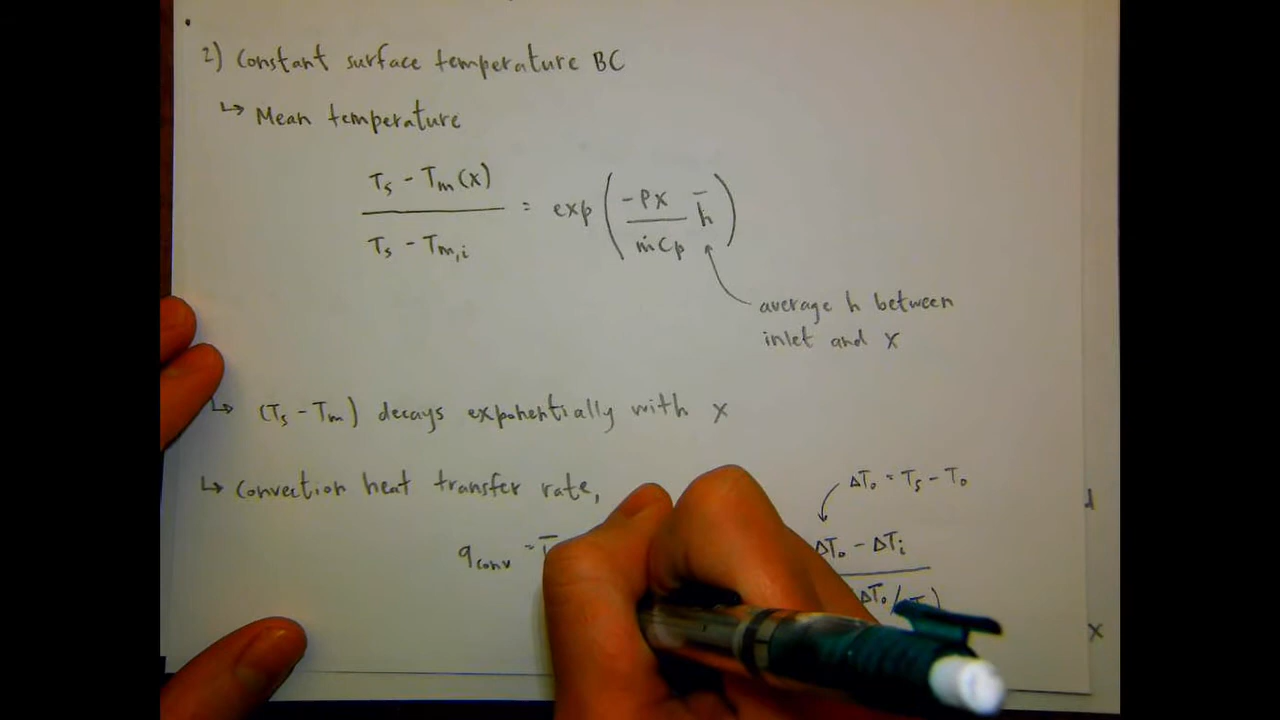 2) Constant surface temperature BC
↳ Mean temperature
Ts - Tm(x)
Ts - Tm,i
= exp(-Px h̄
ṁcp)
average h between
inlet and x
↳ (Ts - Tm) decays exponentially with x
↳ Convection heat transfer rate,
ΔTo = Ts - To
qconv =
ΔTo - ΔTi
ΔTo/
x